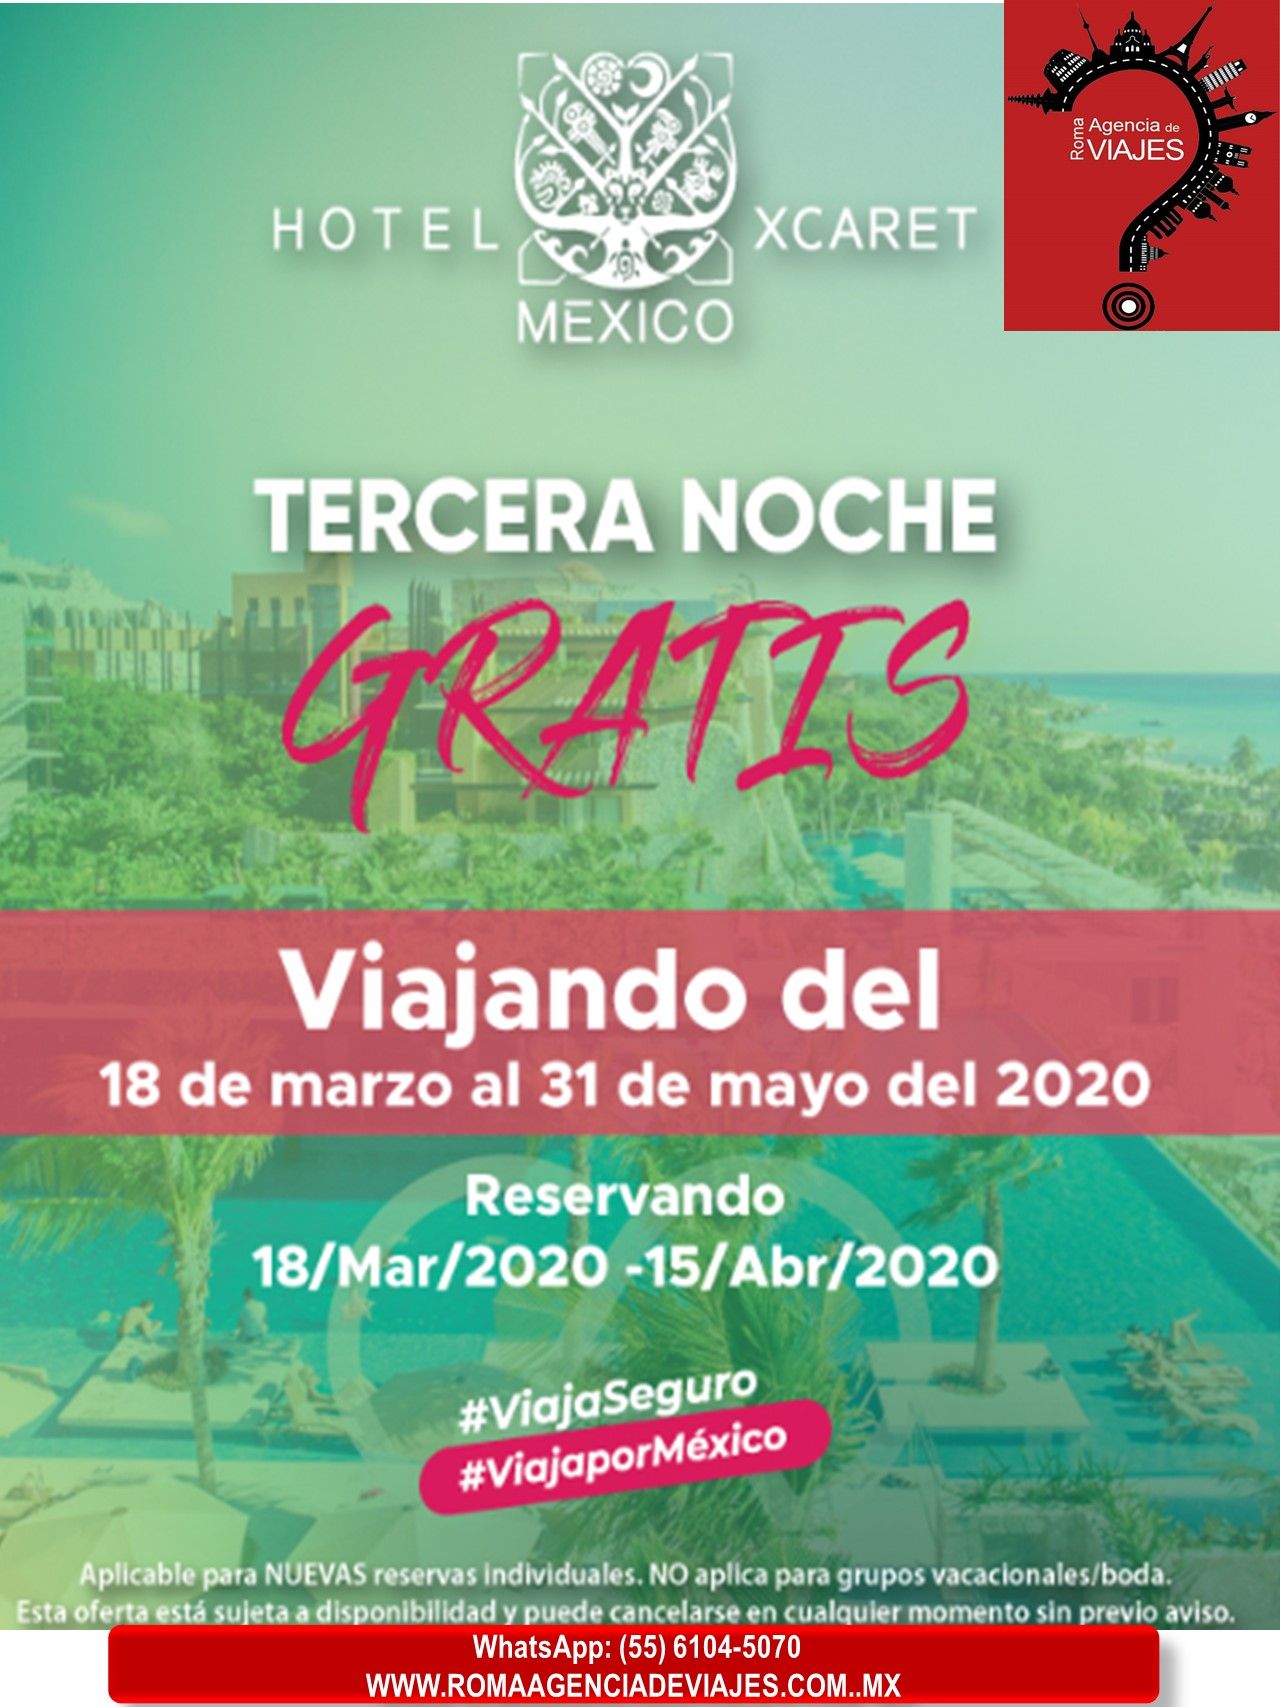 Roma
Agencia de
VIAJES
HOTEL XCARET
MÉXICO
TERCERA NOCHE
GRATIS
Viajando del
18 de marzo al 31 de mayo del 2020
Reservando
18/Mar/2020 -15/Abr/2020
#ViajaSeguro
#ViajaporMéxico
Aplicable para NUEVAS reservas individuales. NO aplica para grupos vacacionales/boda.
Esta oferta está sujeta a disponibilidad y puede cancelarse en cualquier momento sin previo aviso.
WhatsApp: (55) 6104-5070
WWW.ROMAAGENCIADEVIAJES.COM..MX